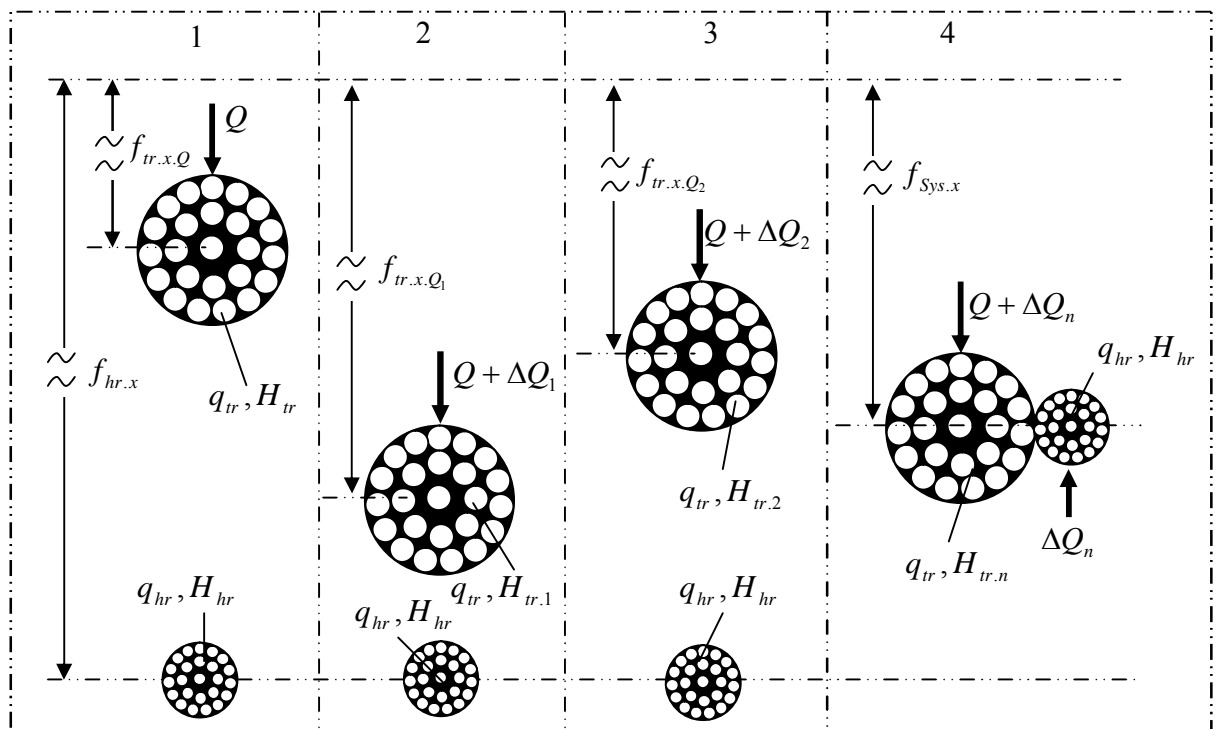 1
2
3
4
Q
f_{tr.x.Q}
f_{hr.x}
q_{tr}, H_{tr}
q_{hr}, H_{hr}
f_{tr.x.Q_1}
Q + ΔQ_1
q_{tr}, H_{tr.1}
q_{hr}, H_{hr}
f_{tr.x.Q_2}
Q + ΔQ_2
q_{tr}, H_{tr.2}
q_{hr}, H_{hr}
f_{Sys.x}
Q + ΔQ_n
q_{hr}, H_{hr}
ΔQ_n
q_{tr}, H_{tr.n}